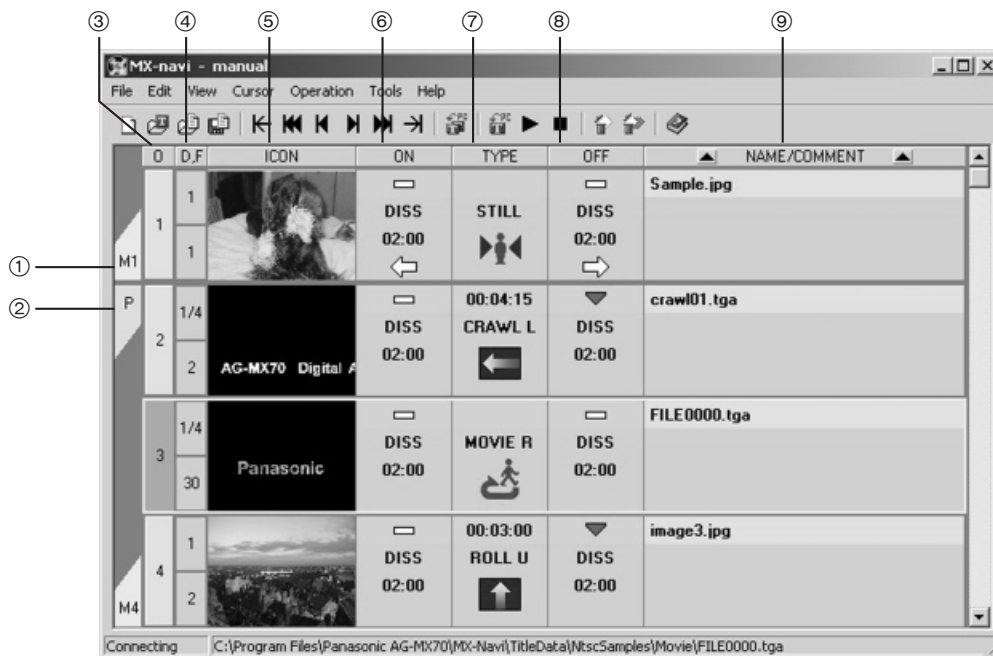 ③ ④ ⑤ ⑥ ⑦ ⑧ ⑨
① 
②
MX-navi - manual
File Edit View Cursor Operation Tools Help
0 D,F ICON ON TYPE OFF NAME/COMMENT
M1
1
1
1
DISS
02:00
STILL
DISS
02:00
Sample.jpg
P
2
1/4
2
AG-MX70 Digital A
DISS
02:00
00:04:15
CRAWL L
DISS
02:00
crawl01.tga
3
1/4
30
Panasonic
DISS
02:00
MOVIE R
DISS
02:00
FILE0000.tga
M4
4
1
2
DISS
02:00
00:03:00
ROLL U
DISS
02:00
image3.jpg
Connecting C:\Program Files\Panasonic AG-MX70\MX-Navi\TitleData\NtscSamples\Movie\FILE0000.tga